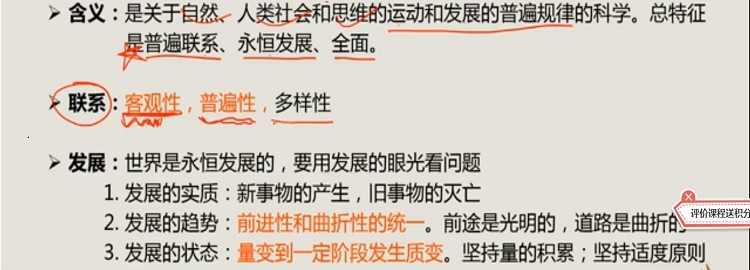 ➢ 含义：是关于自然、人类社会和思维的运动和发展的普遍规律的科学。总特征
是普遍联系、永恒发展、全面。
➢ 联系：客观性，普遍性，多样性
➢ 发展：世界是永恒发展的，要用发展的眼光看问题
1. 发展的实质：新事物的产生，旧事物的灭亡
2. 发展的趋势：前进性和曲折性的统一。前途是光明的，道路是曲折的
3. 发展的状态：量变到一定阶段发生质变。坚持量的积累；坚持适度原则
评价课程送积分